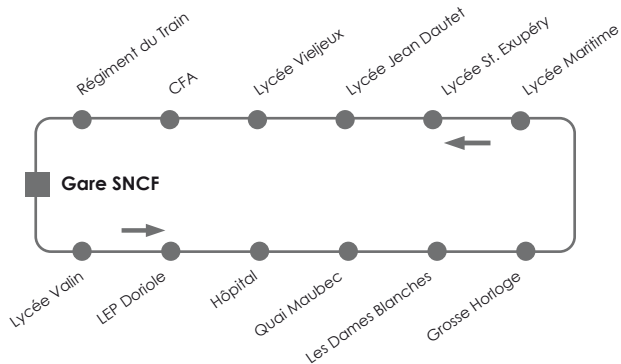 Régiment du Train
CFA
Lycée Vieljeux
Lycée Jean Dautet
Lycée St. Exupéry
Lycée Maritime
Gare SNCF
Lycée Valin
LEP Doriole
Hôpital
Quai Maubec
Les Dames Blanches
Grosse Horloge